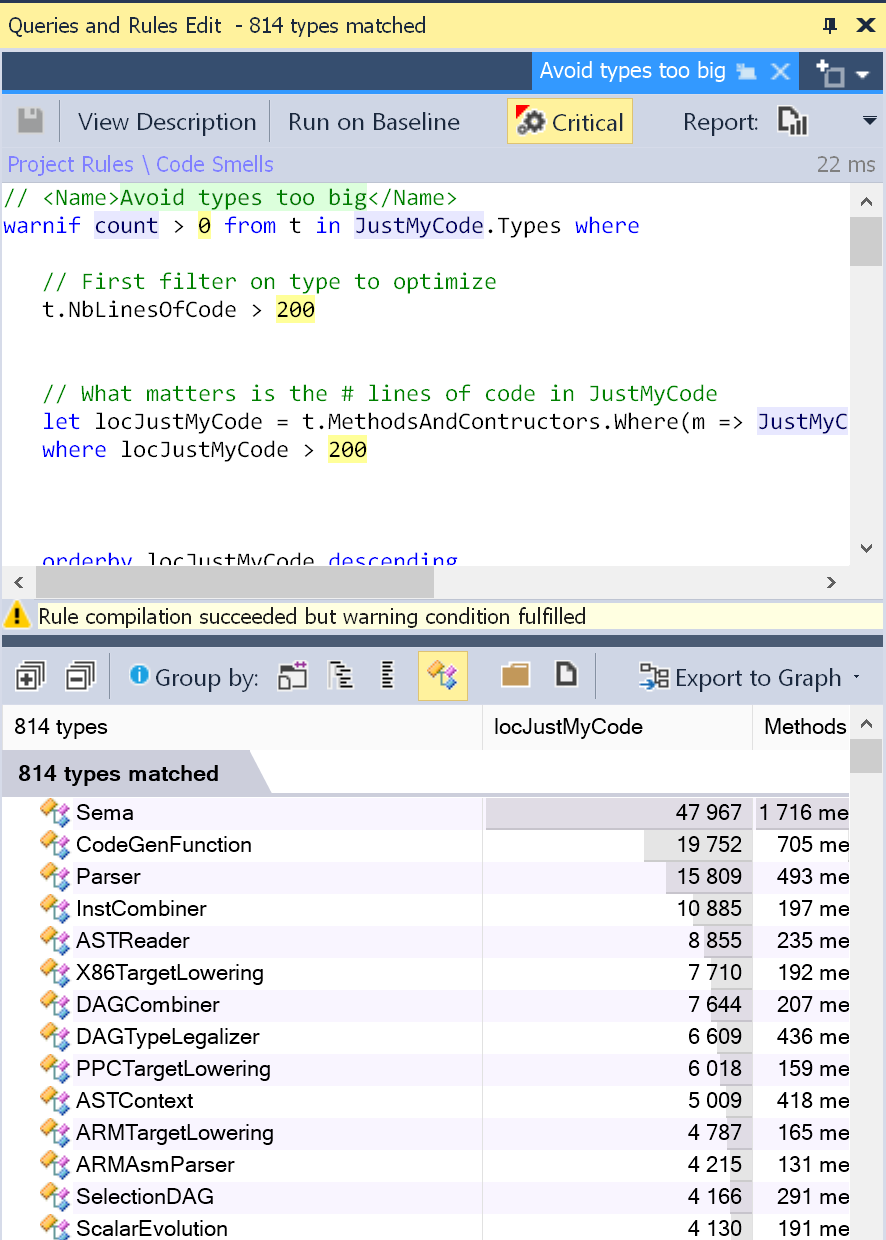 Queries and Rules Edit - 814 types matched
Avoid types too big
View Description Run on Baseline Critical Report:
Project Rules \ Code Smells 22 ms
// <Name>Avoid types too big</Name>
warnif count > 0 from t in JustMyCode.Types where
// First filter on type to optimize
t.NbLinesOfCode > 200
// What matters is the # lines of code in JustMyCode
let locJustMyCode = t.MethodsAndContructors.Where(m => JustMyC
where locJustMyCode > 200
orderby locJustMyCode descending
Rule compilation succeeded but warning condition fulfilled
Group by: Export to Graph
814 types locJustMyCode Methods
814 types matched
Sema 47 967 1 716 me
CodeGenFunction 19 752 705 me
Parser 15 809 493 me
InstCombiner 10 885 197 me
ASTReader 8 855 235 me
X86TargetLowering 7 710 192 me
DAGCombiner 7 644 207 me
DAGTypeLegalizer 6 609 436 me
PPCTargetLowering 6 018 159 me
ASTContext 5 009 418 me
ARMTargetLowering 4 787 165 me
ARMAsmParser 4 215 131 me
SelectionDAG 4 166 291 me
ScalarEvolution 4 130 191 me